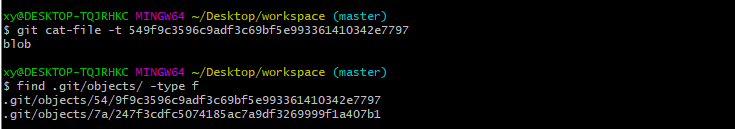 xy@DESKTOP-TQJRHKC MINGW64 ~/Desktop/workspace (master)
$ git cat-file -t 549f9c3596c9adf3c69bf5e993361410342e7797
blob
xy@DESKTOP-TQJRHKC MINGW64 ~/Desktop/workspace (master)
$ find .git/objects/ -type f
.git/objects/54/9f9c3596c9adf3c69bf5e993361410342e7797
.git/objects/7a/247f3cdfc5074185ac7a9df3269999f1a407b1